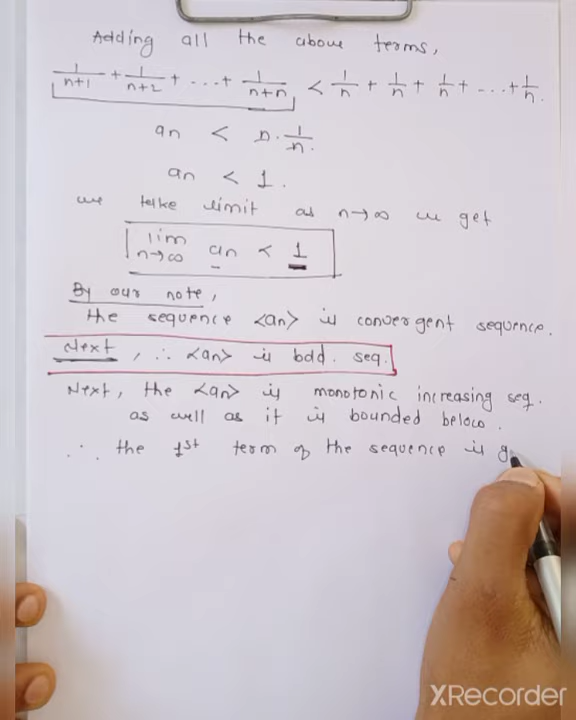 Adding all the above terms,
1/n+1 + 1/n+2 + ... + 1/n+n < 1/n + 1/n + 1/n + ... + 1/n.
an < n. 1/n.
an < 1.
we take limit as n→∞ we get
lim n→∞ an < 1
By our note,
the sequence <an> is convergent sequence.
Next, ∴ <an> is bdd. seq.
Next, the <an> is monotonic increasing seq.
as well as it is bounded below.
∴ the 1st term of the sequence is g
XRecorder